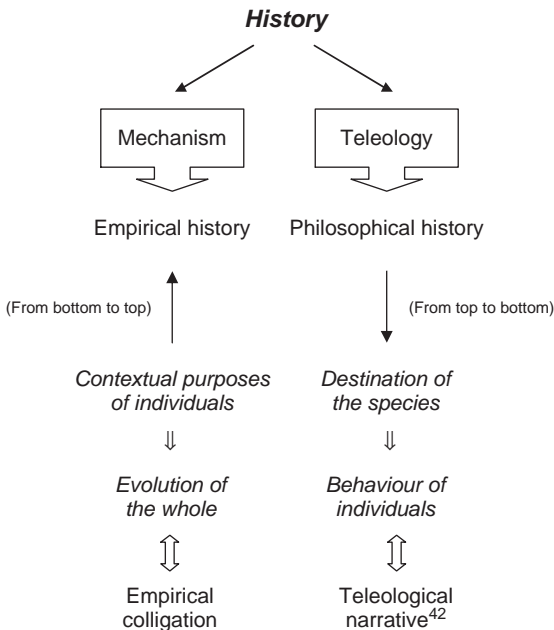 History
Mechanism
Teleology
Empirical history
Philosophical history
(From bottom to top)
(From top to bottom)
Contextual purposes
of individuals
Destination of
the species
⇓
⇓
Evolution of
the whole
Behaviour of
individuals
Empirical
colligation
Teleological
narrative42